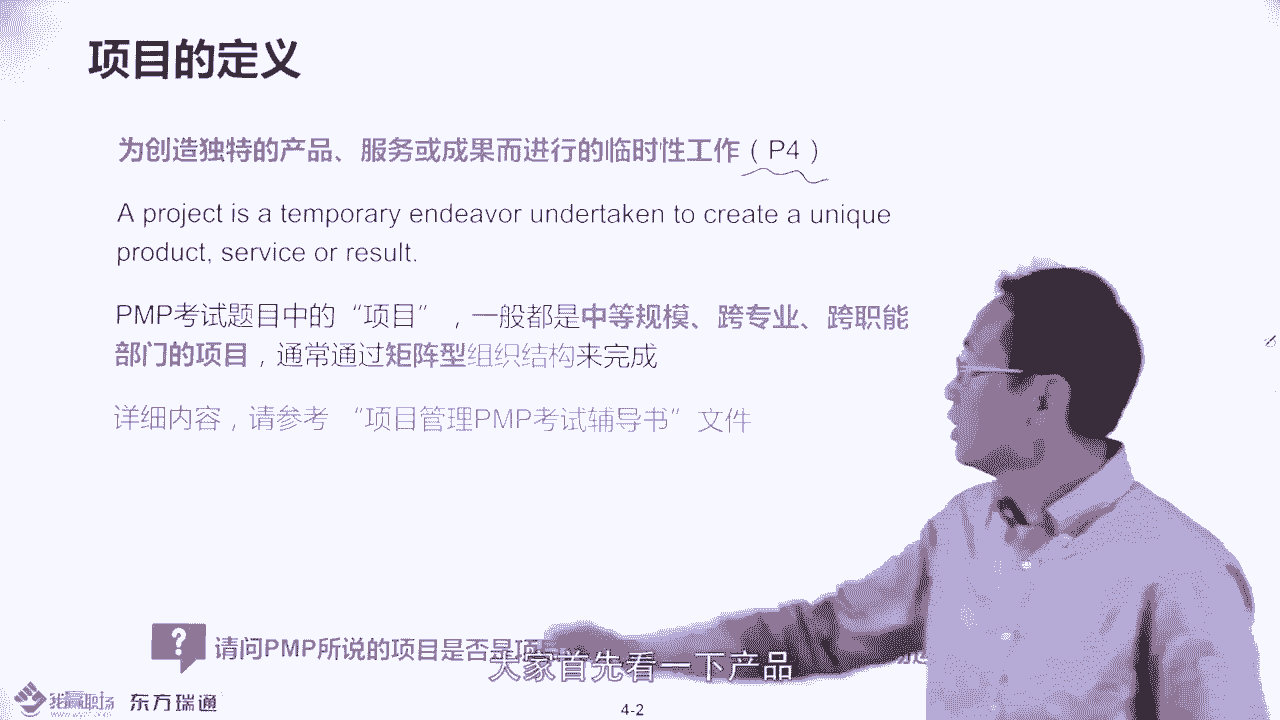 项目的定义
为创造独特的产品、服务或成果而进行的临时性工作（P4）
A project is a temporary endeavor undertaken to create a unique
product, service or result.
PMP考试题目中的“项目”，一般都是中等规模、跨专业、跨职能
部门的项目，通常通过矩阵型组织结构来完成
详细内容，请参考 “项目管理PMP考试辅导书” 文件
? 请问PMP所说的项目是否是项
大家首先看一下产品
我赢职场 东方瑞通
4-2